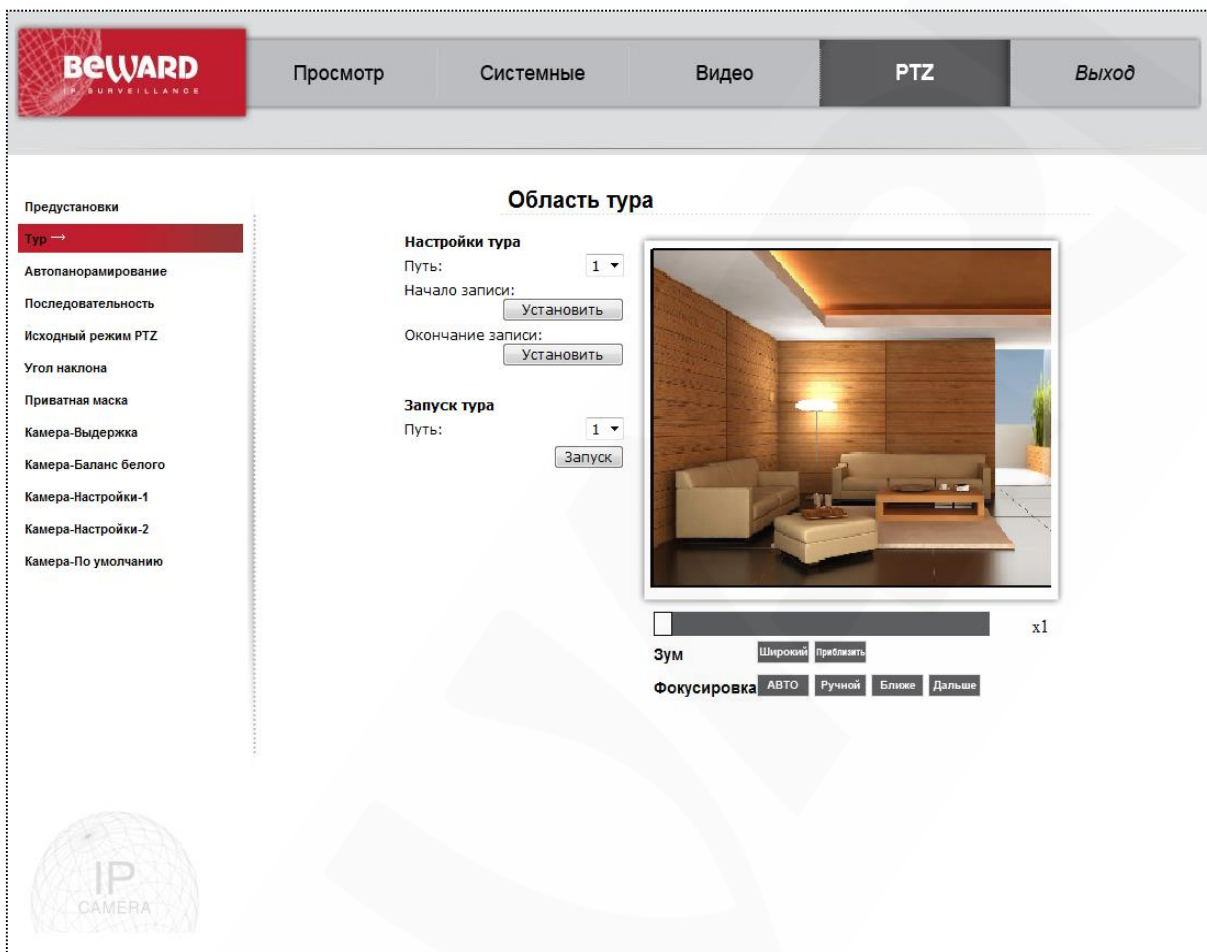 BEWARD
IP SURVEILLANCE
Просмотр
Системные
Видео
PTZ
Выход
Предустановки
Тур →
Автопанорамирование
Последовательность
Исходный режим PTZ
Угол наклона
Приватная маска
Камера-Выдержка
Камера-Баланс белого
Камера-Настройки-1
Камера-Настройки-2
Камера-По умолчанию
Область тура
Настройки тура
Путь: 1
Начало записи:
Установить
Окончание записи:
Установить
Запуск тура
Путь: 1
Запуск
x1
Зум Широкий Приблизить
Фокусировка АВТО Ручной Ближе Дальше
IP
CAMERA